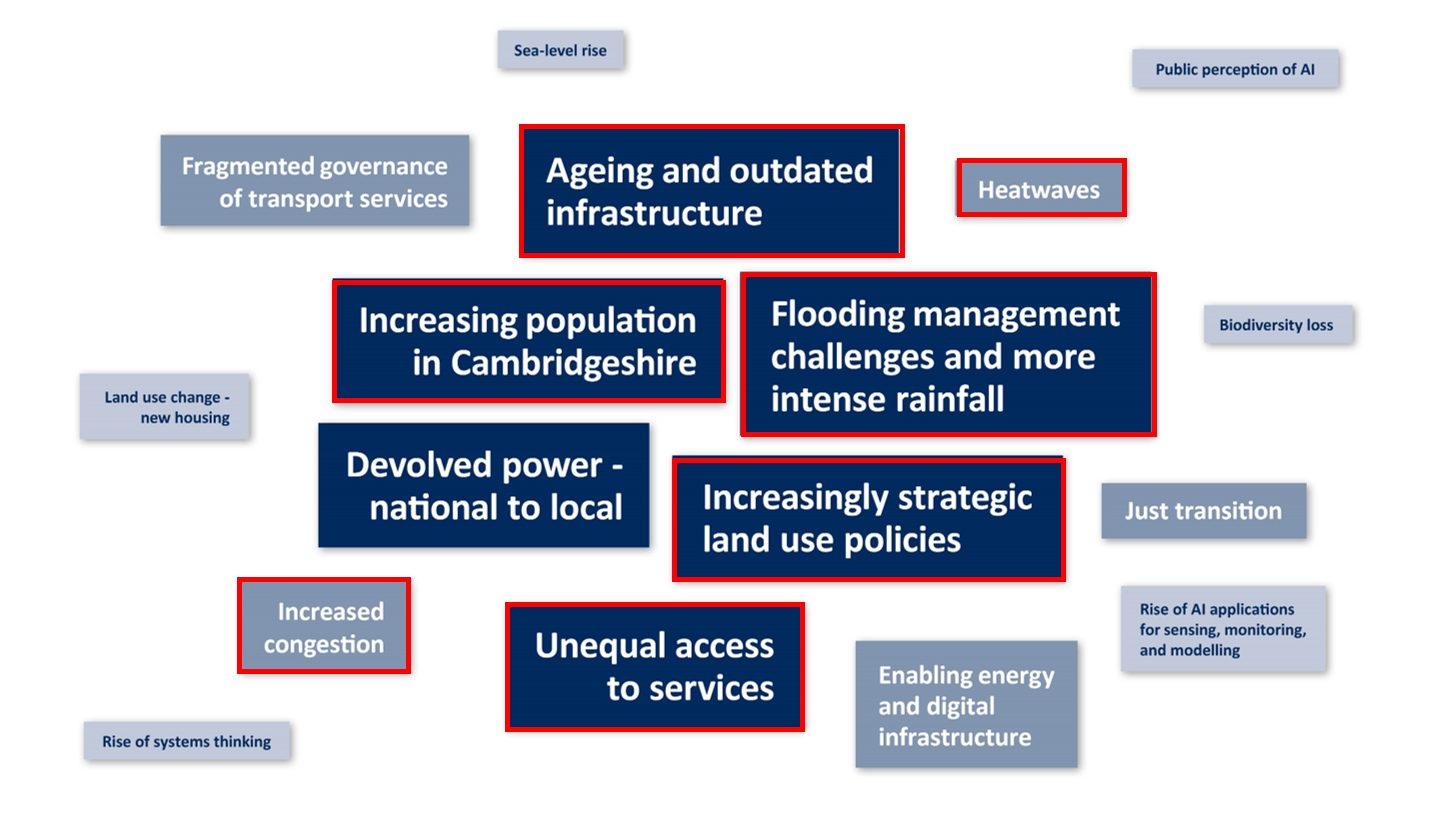 Sea-level rise
Public perception of AI
Fragmented governance
of transport services
Ageing and outdated
infrastructure
Heatwaves
Increasing population
in Cambridgeshire
Flooding management
challenges and more
intense rainfall
Biodiversity loss
Land use change -
new housing
Devolved power -
national to local
Increasingly strategic
land use policies
Just transition
Increased
congestion
Unequal access
to services
Rise of AI applications
for sensing, monitoring,
and modelling
Enabling energy
and digital
infrastructure
Rise of systems thinking